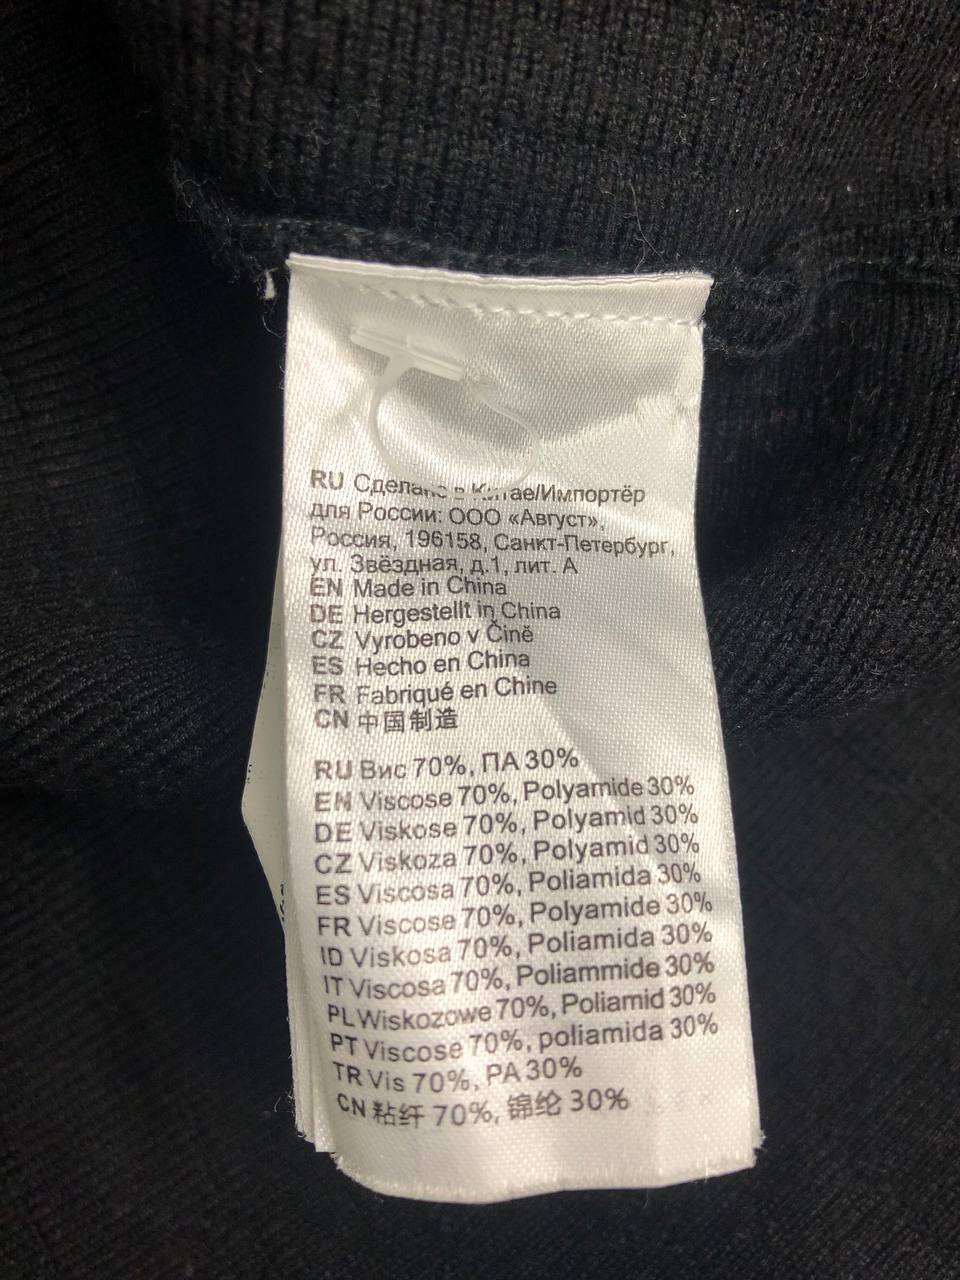 RU Сделано в Китае/Импортёр
для России: ООО «Август»,
Россия, 196158, Санкт-Петербург,
ул. Звёздная, д.1, лит. А
EN Made in China
DE Hergestellt in China
CZ Vyrobeno v Čině
ES Hecho en China
FR Fabriqué en Chine
CN 中国制造
RU Вис 70%, ПА 30%
EN Viscose 70%, Polyamide 30%
DE Viskose 70%, Polyamid 30%
CZ Viskoza 70%, Polyamid 30%
ES Viscosa 70%, Poliamida 30%
FR Viscose 70%, Polyamide 30%
ID Viskosa 70%, Poliamida 30%
IT Viscosa 70%, Poliammide 30%
PL Wiskozowe 70%, Poliamid 30%
PT Viscose 70%, poliamida 30%
TR Vis 70%, PA 30%
CN 粘纤 70%, 锦纶 30%